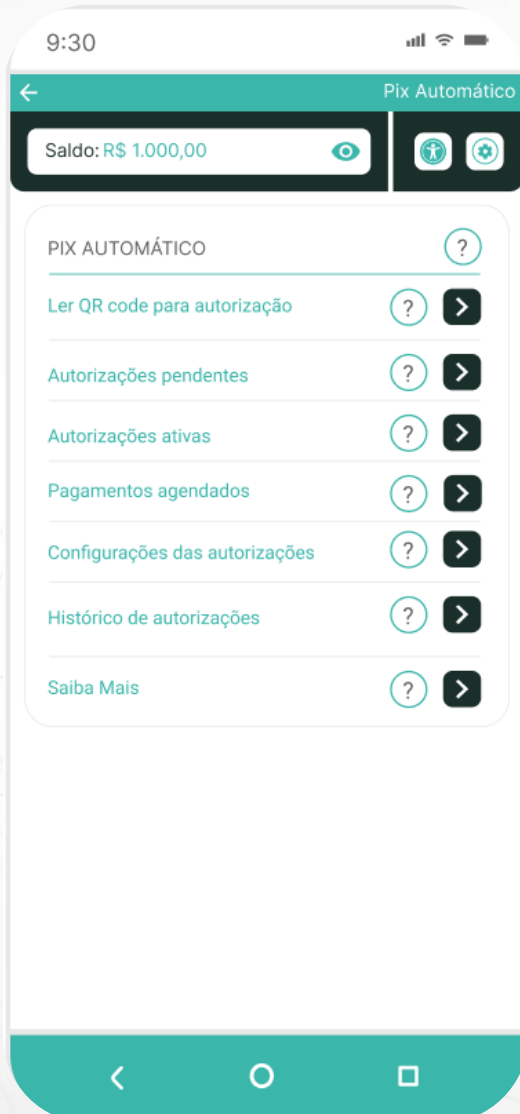 9:30
Pix Automático
Saldo: R$ 1.000,00
PIX AUTOMÁTICO ?
Ler QR code para autorização ?
Autorizações pendentes ?
Autorizações ativas ?
Pagamentos agendados ?
Configurações das autorizações ?
Histórico de autorizações ?
Saiba Mais ?